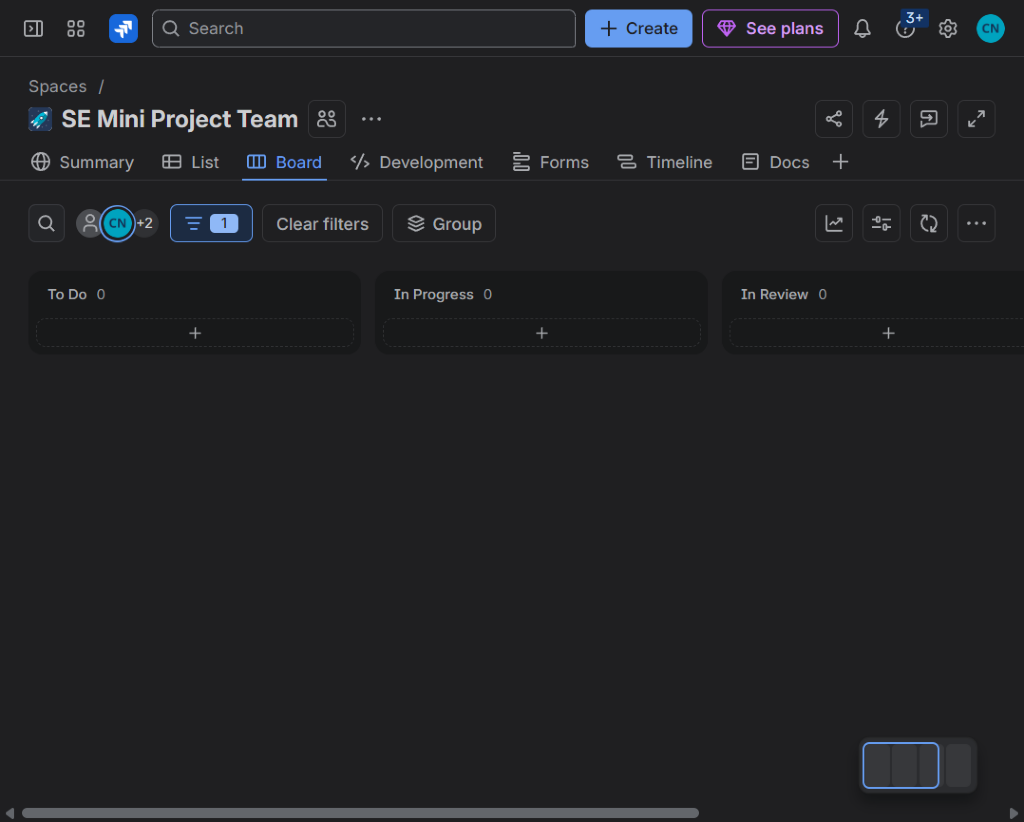 Search
Create
See plans
3+
CN
Spaces /
SE Mini Project Team
Summary
List
Board
Development
Forms
Timeline
Docs
CN
+2
1
Clear filters
Group
To Do 0
In Progress 0
In Review 0